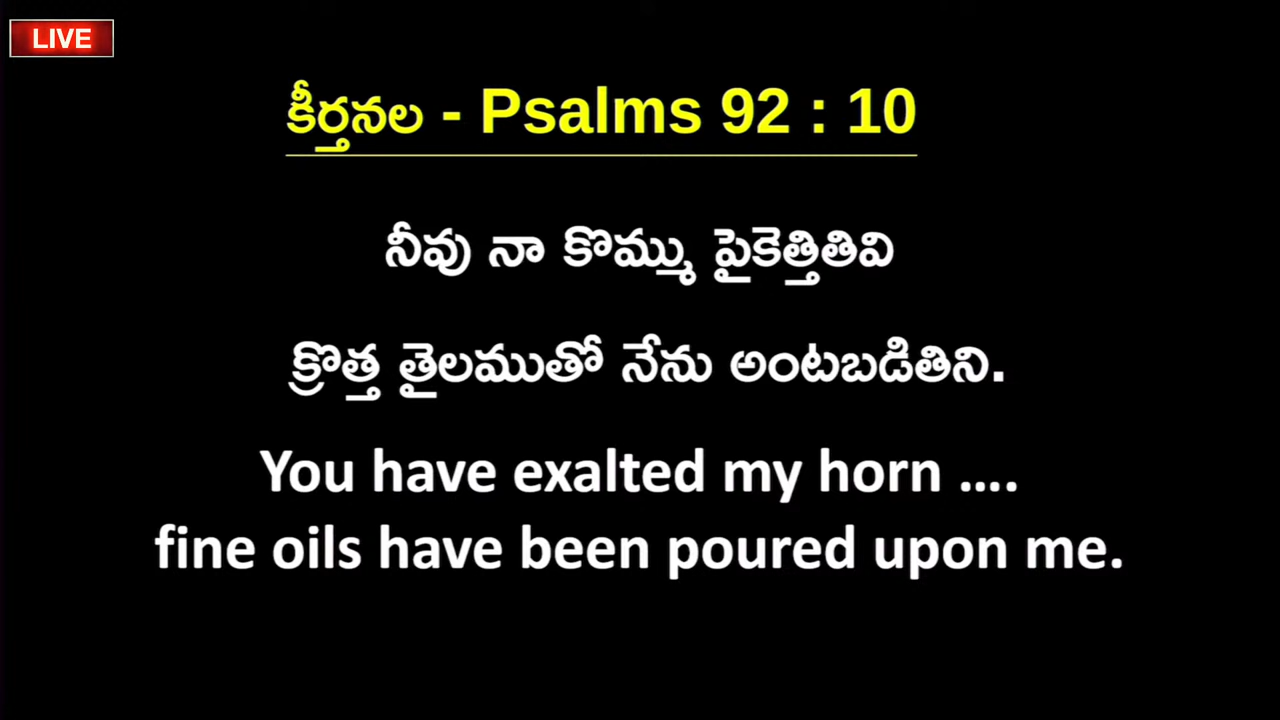 LIVE
కీర్తనల - Psalms 92 : 10
నీవు నా కొమ్ము పైకెత్తితివి
క్రొత్త తైలముతో నేను అంటబడితిని.
You have exalted my horn ....
fine oils have been poured upon me.